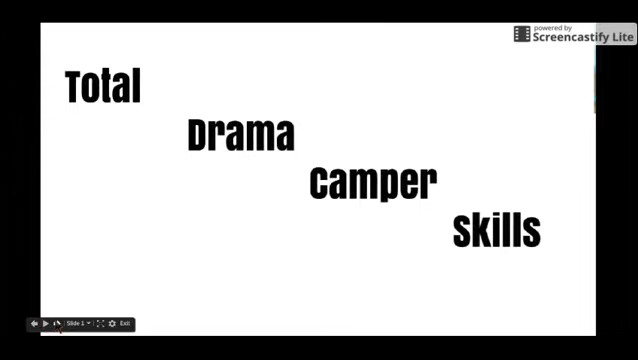 powered by
Screencastify Lite
Total
Drama
Camper
Skills
Slide 1
Exit